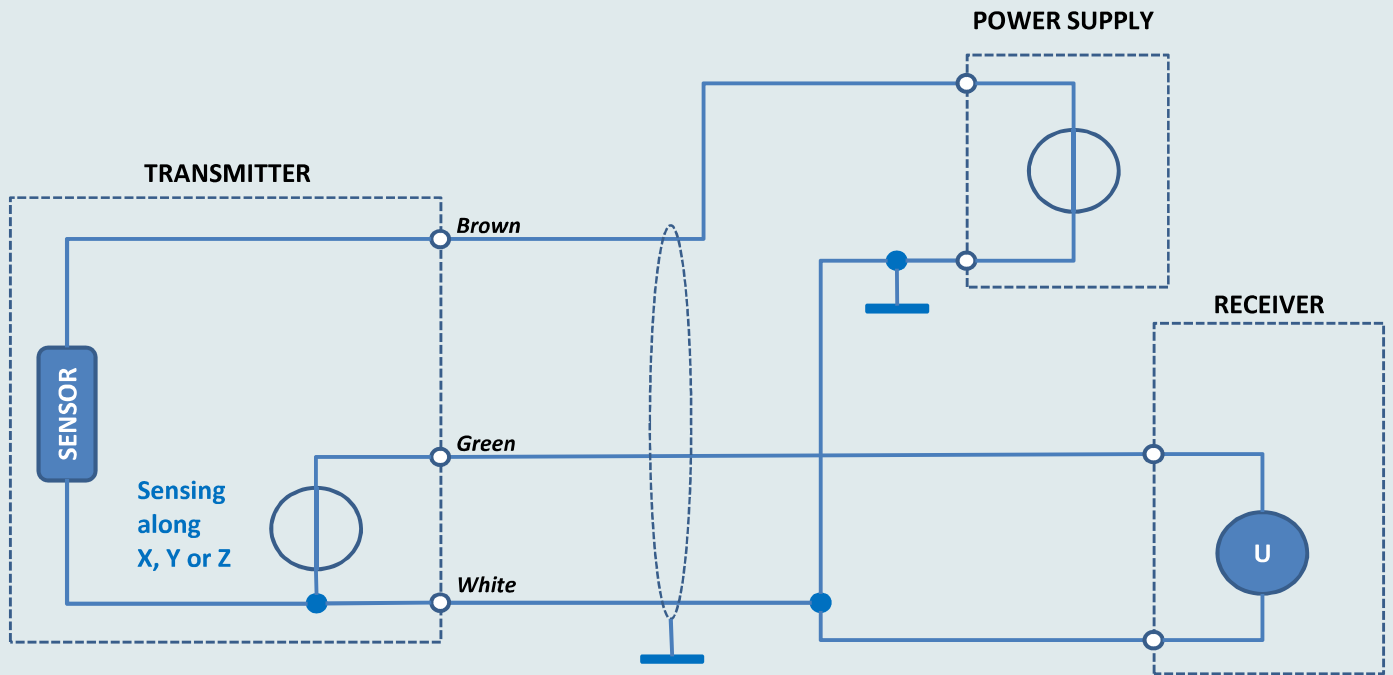 POWER SUPPLY
TRANSMITTER
Brown
RECEIVER
SENSOR
Green
Sensing
along
X, Y or Z
U
White